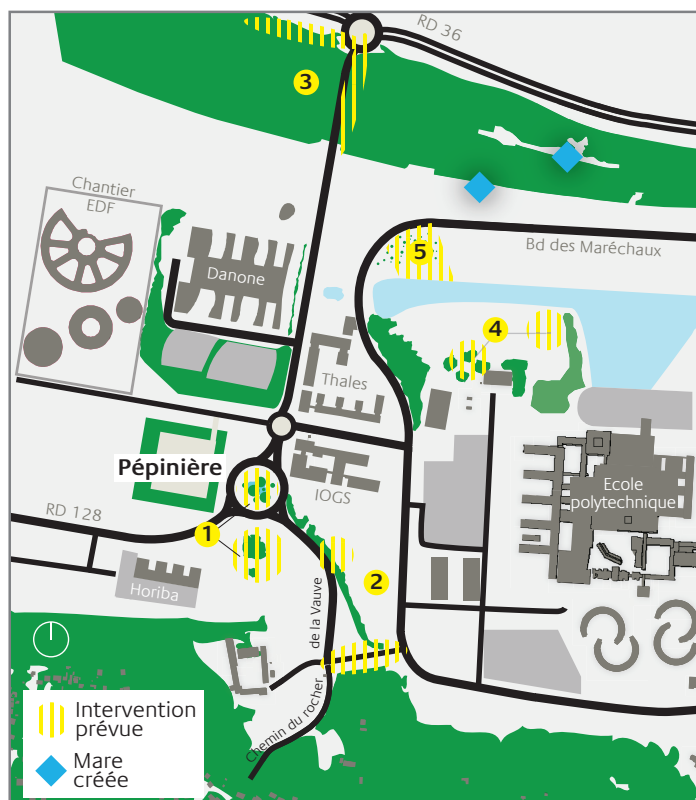 RD 36
3
Chantier
EDF
5
Bd des Maréchaux
Danone
4
Thales
Pépinière
IOGS
Ecole
polytechnique
RD 128
1
2
Horiba
de la Vauve
Chemin du rocher
Intervention
prévue
Mare
créée